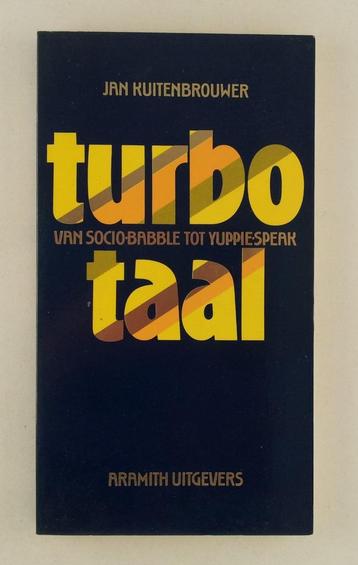 JAN KUITENBROUWER
turbo
VAN SOCIO-BABBLE TOT YUPPIE-SPEAK
taal
ARAMITH UITGEVERS